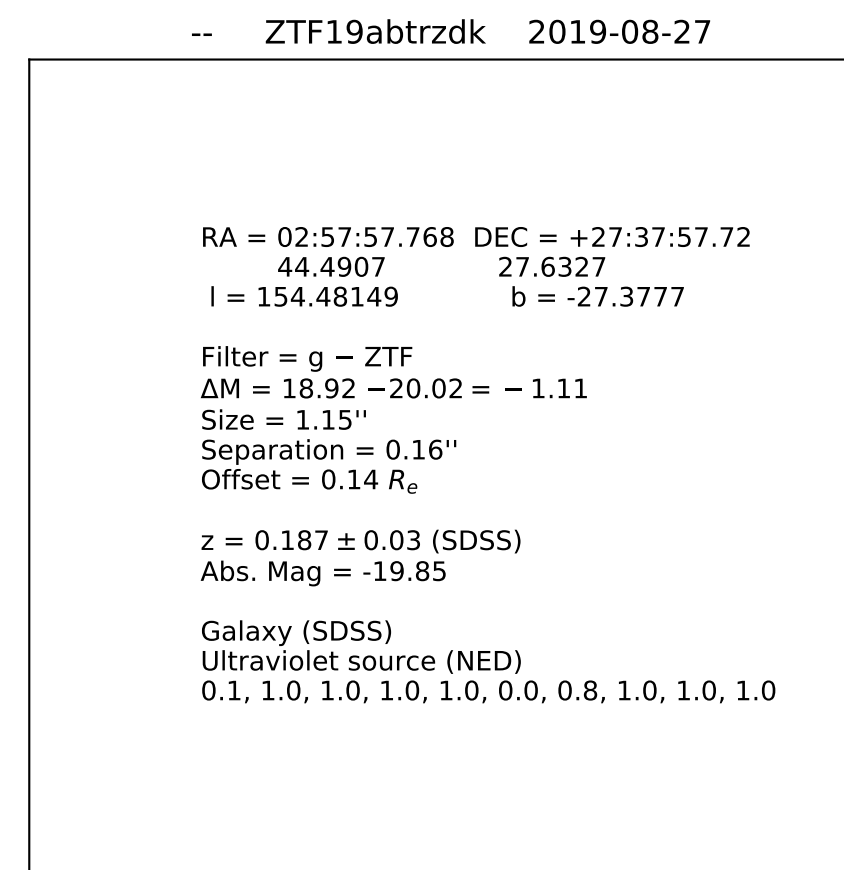 -- ZTF19abtrzdk 2019-08-27
RA = 02:57:57.768 DEC = +27:37:57.72
44.4907 27.6327
l = 154.48149 b = -27.3777
Filter = g − ZTF
ΔM = 18.92 −20.02 = − 1.11
Size = 1.15''
Separation = 0.16''
Offset = 0.14 Re
z = 0.187 ± 0.03 (SDSS)
Abs. Mag = -19.85
Galaxy (SDSS)
Ultraviolet source (NED)
0.1, 1.0, 1.0, 1.0, 1.0, 0.0, 0.8, 1.0, 1.0, 1.0